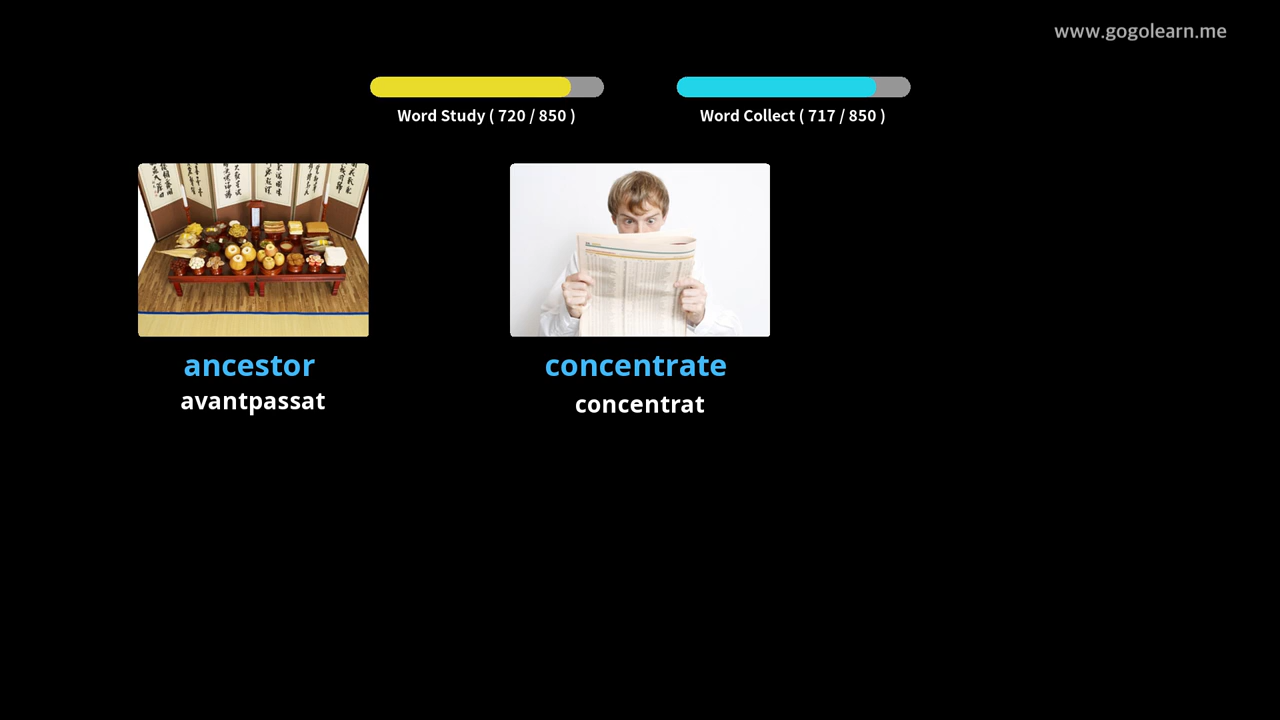 www.gogolearn.me
Word Study ( 720 / 850 )
Word Collect ( 717 / 850 )
ancestor
avantpassat
concentrate
concentrat